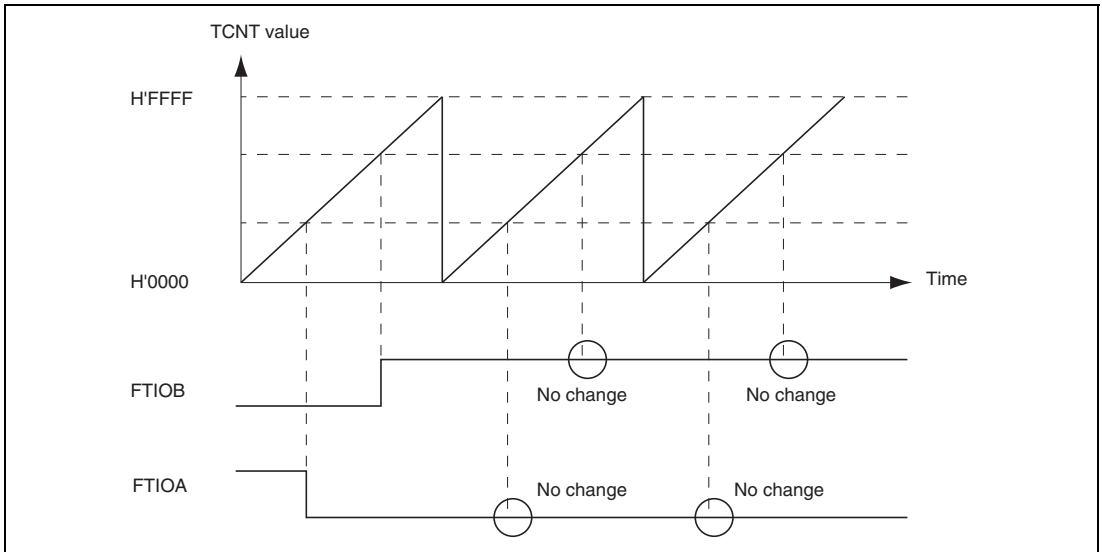 TCNT value
H'FFFF
H'0000
Time
FTIOB
No change
No change
FTIOA
No change
No change